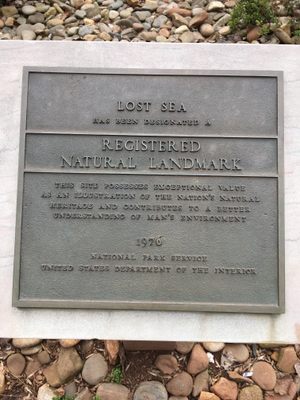 LOST SEA
HAS BEEN DESIGNATED A
REGISTERED
NATURAL LANDMARK
THIS SITE POSSESSES EXCEPTIONAL VALUE
AS AN ILLUSTRATION OF THE NATION'S NATURAL
HERITAGE AND CONTRIBUTES TO A BETTER
UNDERSTANDING OF MAN'S ENVIRONMENT
1976
NATIONAL PARK SERVICE
UNITED STATES DEPARTMENT OF THE INTERIOR